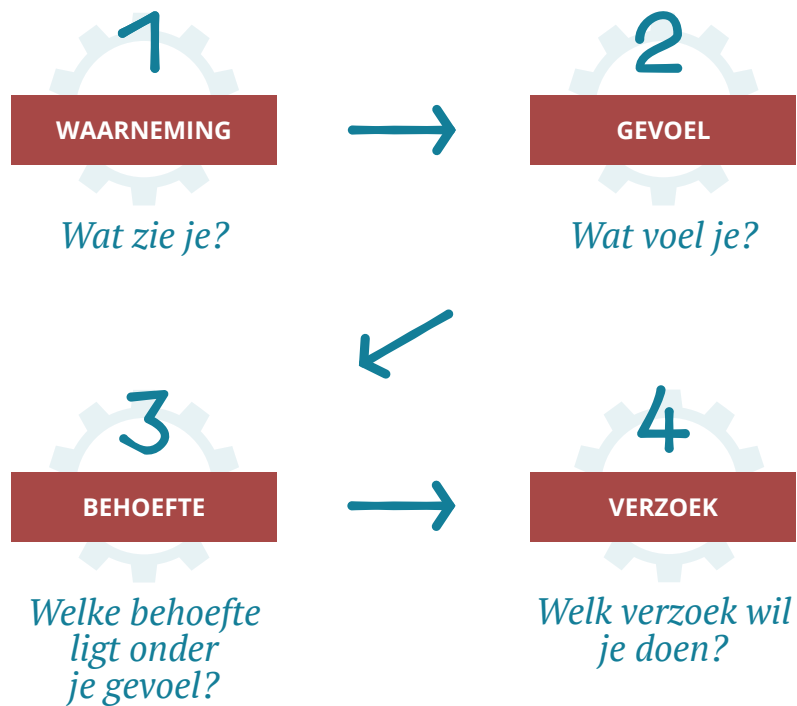 1
WAARNEMING
Wat zie je?
2
GEVOEL
Wat voel je?
3
BEHOEFTE
Welke behoefte
ligt onder
je gevoel?
4
VERZOEK
Welk verzoek wil
je doen?